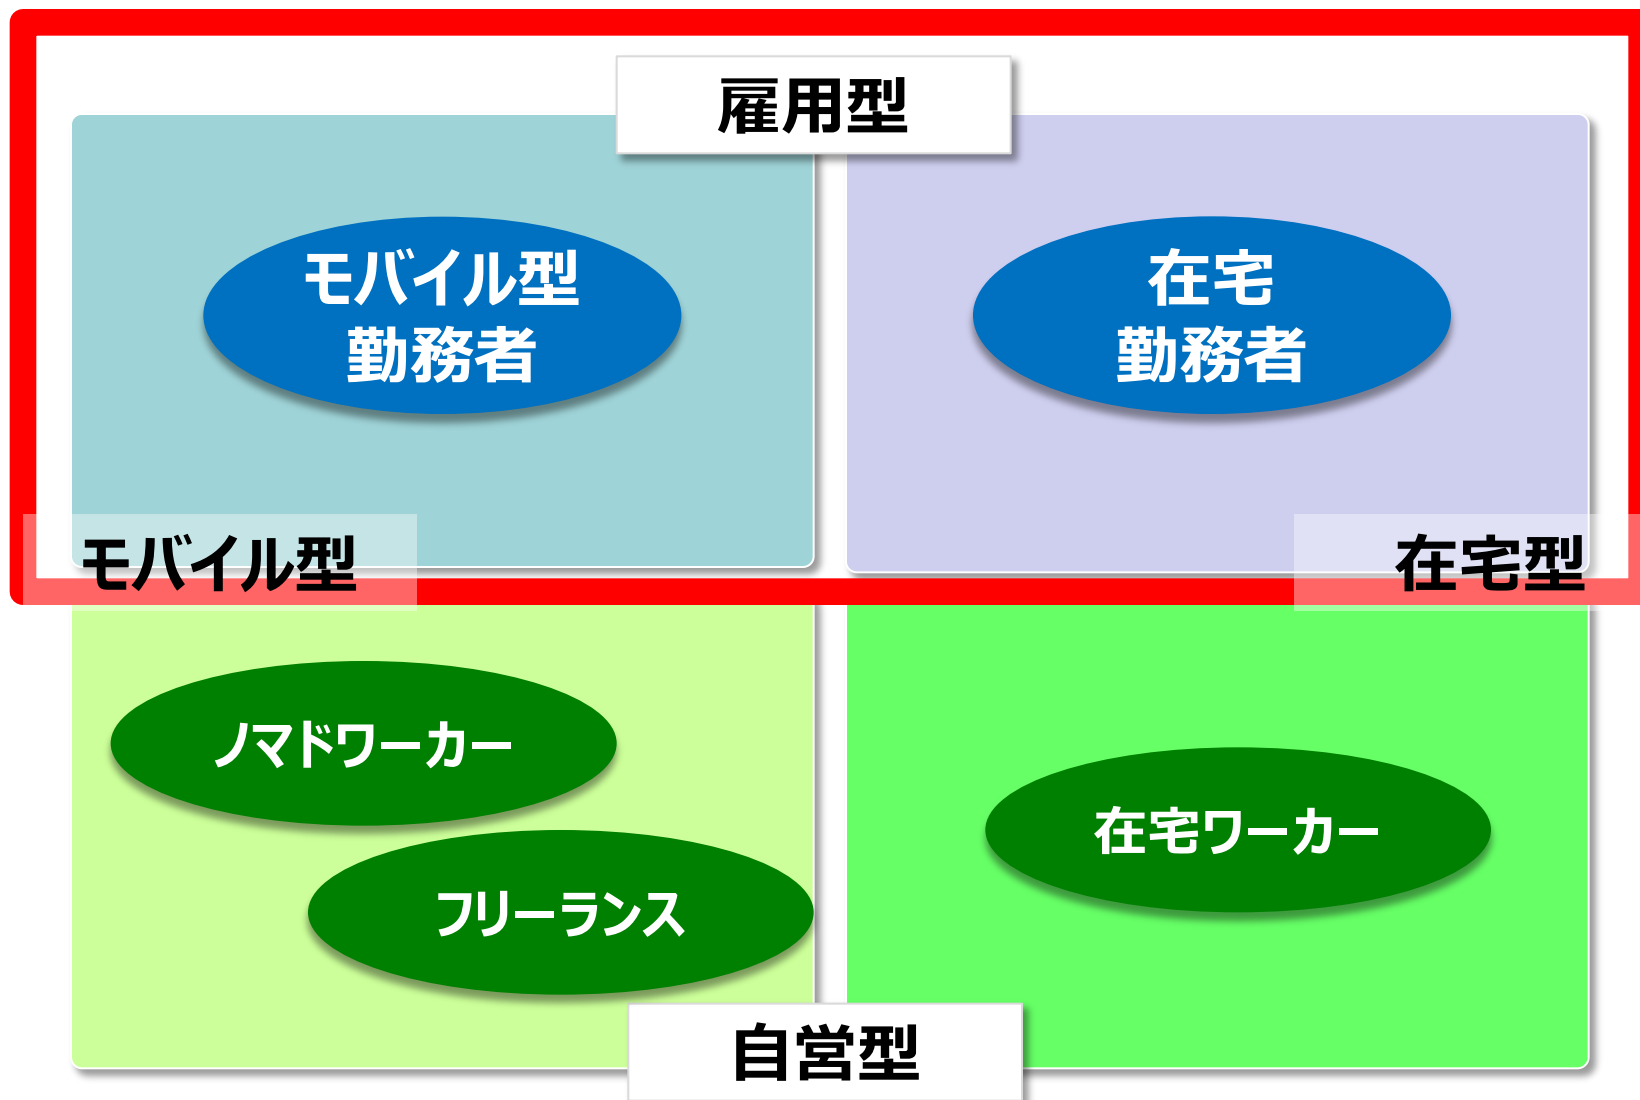 雇用型
モバイル型
勤務者
在宅
勤務者
モバイル型
在宅型
ノマドワーカー
在宅ワーカー
フリーランス
自営型